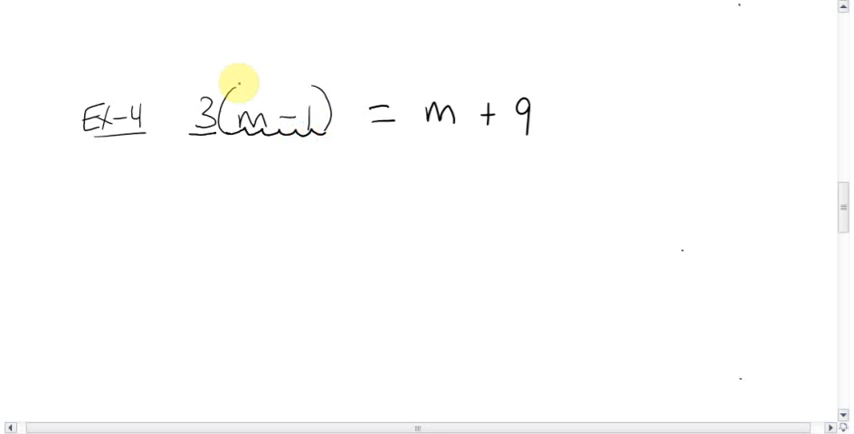 Ex-4 3(m-1) = m + 9